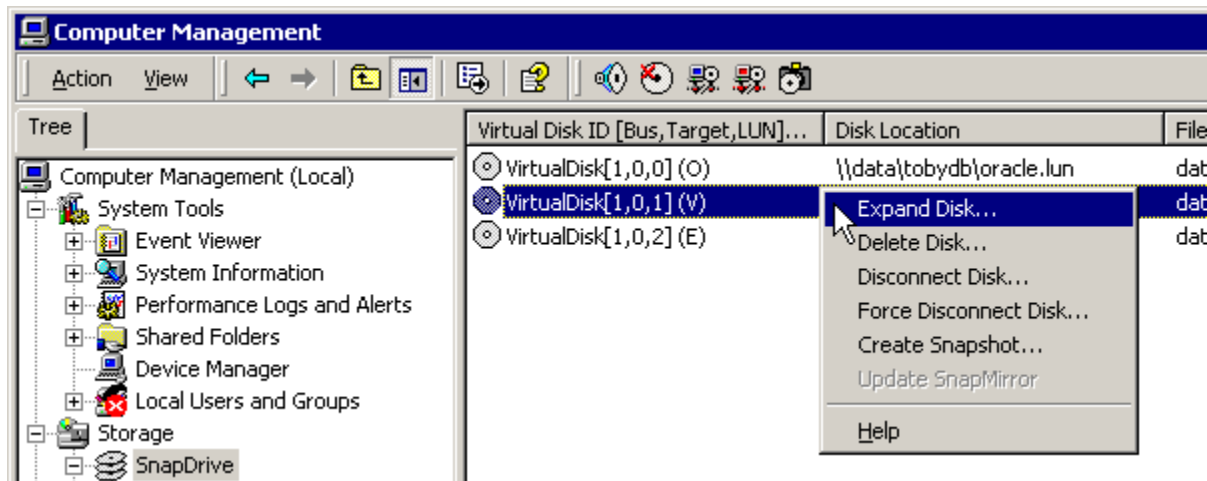 Computer Management
Action View
Tree
Virtual Disk ID [Bus,Target,LUN]... Disk Location File
Computer Management (Local)
VirtualDisk[1,0,0] (O) \\data\tobydb\oracle.lun dat
System Tools
VirtualDisk[1,0,1] (V) Expand Disk... dat
Event Viewer
VirtualDisk[1,0,2] (E) Delete Disk... dat
System Information
Disconnect Disk...
Performance Logs and Alerts
Force Disconnect Disk...
Shared Folders
Create Snapshot...
Device Manager
Update SnapMirror
Local Users and Groups
Storage
Help
SnapDrive